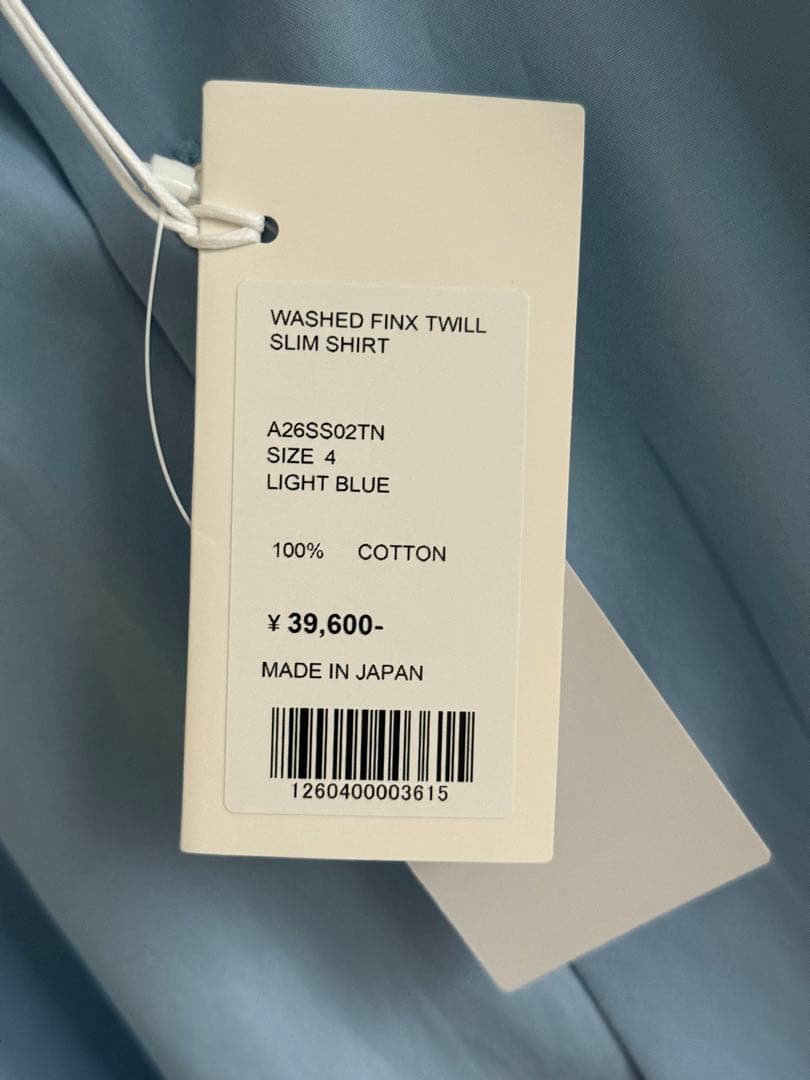 WASHED FINX TWILL
SLIM SHIRT
A26SS02TN
SIZE 4
LIGHT BLUE
100% COTTON
¥ 39,600-
MADE IN JAPAN
1260400003615